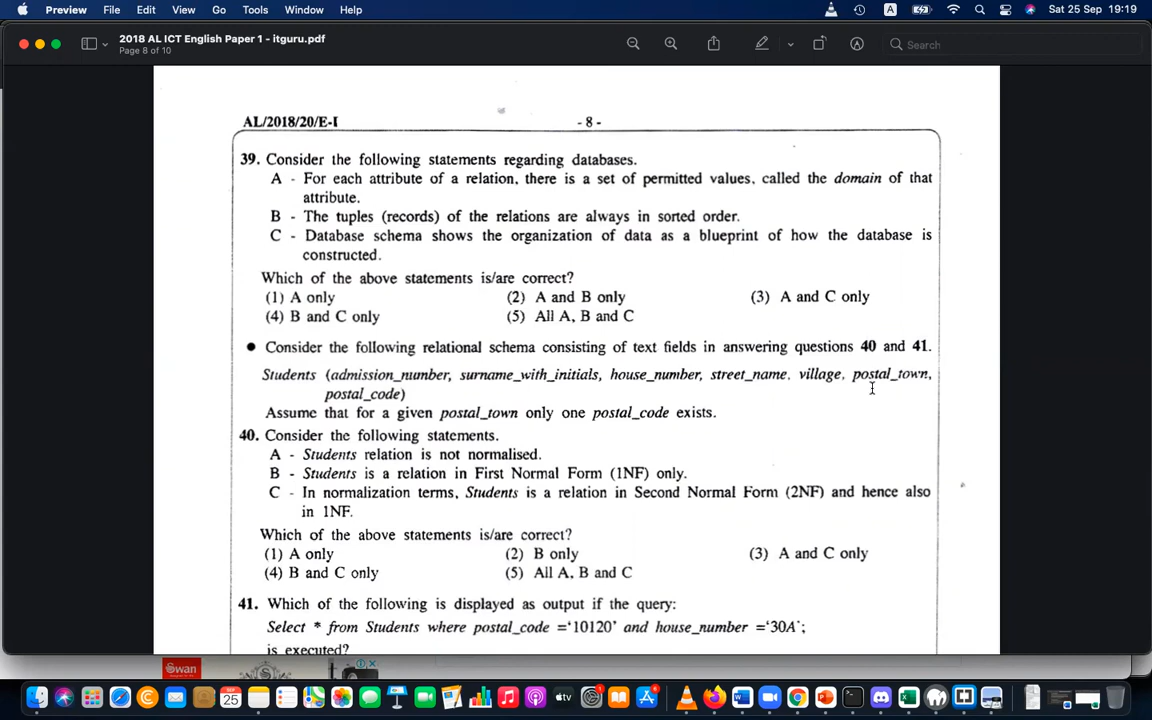 Preview File Edit View Go Tools Window Help A Sat 25 Sep 19:19
2018 AL ICT English Paper 1 - itguru.pdf
Page 8 of 10
Search
AL/2018/20/E-I - 8 -
39. Consider the following statements regarding databases.
A - For each attribute of a relation, there is a set of permitted values, called the domain of that
attribute.
B - The tuples (records) of the relations are always in sorted order.
C - Database schema shows the organization of data as a blueprint of how the database is
constructed.
Which of the above statements is/are correct?
(1) A only (2) A and B only (3) A and C only
(4) B and C only (5) All A, B and C
● Consider the following relational schema consisting of text fields in answering questions 40 and 41.
Students (admission_number, surname_with_initials, house_number, street_name, village, postal_town,
postal_code)
Assume that for a given postal_town only one postal_code exists.
40. Consider the following statements.
A - Students relation is not normalised.
B - Students is a relation in First Normal Form (1NF) only.
C - In normalization terms, Students is a relation in Second Normal Form (2NF) and hence also
in 1NF.
Which of the above statements is/are correct?
(1) A only (2) B only (3) A and C only
(4) B and C only (5) All A, B and C
41. Which of the following is displayed as output if the query:
Select * from Students where postal_code ='10120' and house_number ='30A';
is executed?
Swan
SEP
25
tv